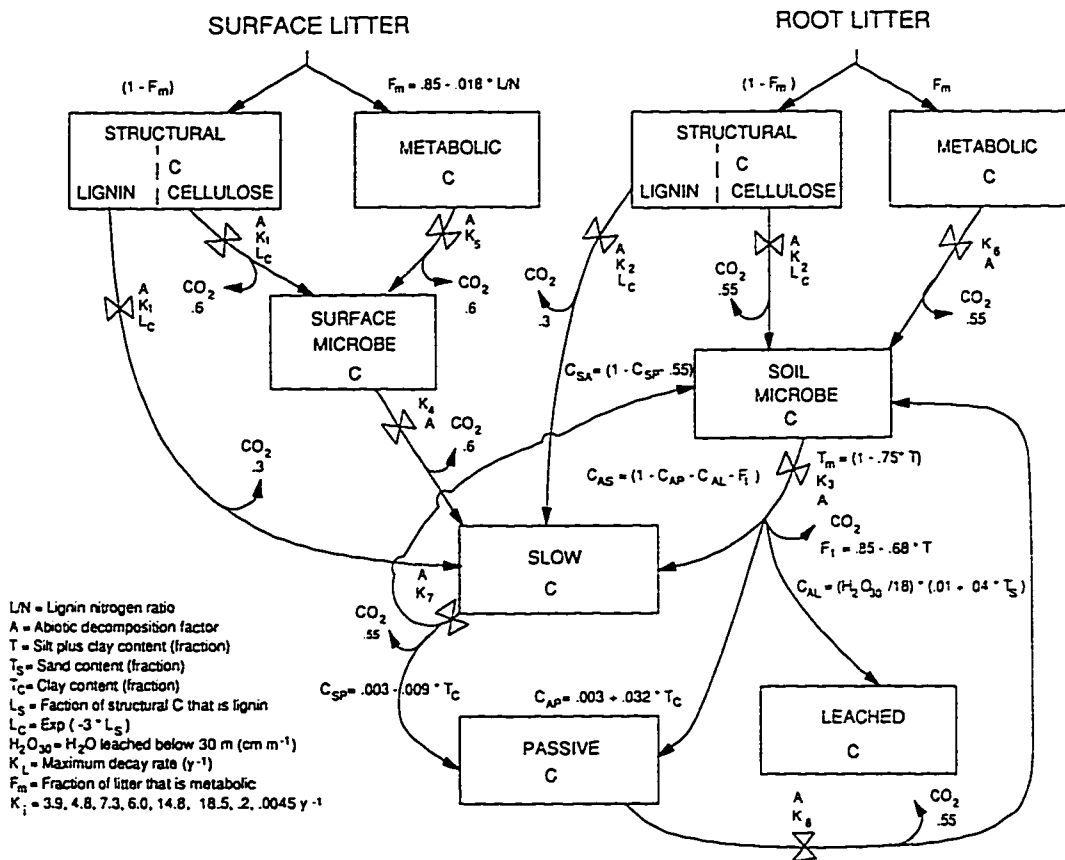 SURFACE LITTER
ROOT LITTER
(1 - Fm)
Fm = .85 - .018 * L/N
(1 - Fm)
Fm
STRUCTURAL
C
LIGNIN
CELLULOSE
METABOLIC
C
STRUCTURAL
C
LIGNIN
CELLULOSE
METABOLIC
C
A
K1
LC
A
K5
A
K2
LC
A
K2
LC
K6
A
A
K1
LC
CO2
.6
CO2
.6
CO2
.3
CO2
.55
CO2
.55
SURFACE
MICROBE
C
SOIL
MICROBE
C
CSA = (1 - CSP - .55)
K4
A
CO2
.6
CO2
.3
CAS = (1 - CAP - CAL - Ft)
Tm = (1 - .75 * T)
K3
A
CO2
Ft = .85 - .68 * T
CAL = (H2O30 /18) * (.01 + .04 * TS)
SLOW
C
A
K7
CO2
.55
CSP = .003 - .009 * TC
CAP = .003 + .032 * TC
PASSIVE
C
LEACHED
C
A
K8
CO2
.55
L/N = Lignin nitrogen ratio
A = Abiotic decomposition factor
T = Silt plus clay content (fraction)
TS = Sand content (fraction)
TC = Clay content (fraction)
LS = Faction of structural C that is lignin
LC = Exp (-3 * LS)
H2O30 = H2O leached below 30 m (cm m-1)
KL = Maximum decay rate (y-1)
Fm = Fraction of litter that is metabolic
Ki = 3.9, 4.8, 7.3, 6.0, 14.8, 18.5, .2, .0045 y-1